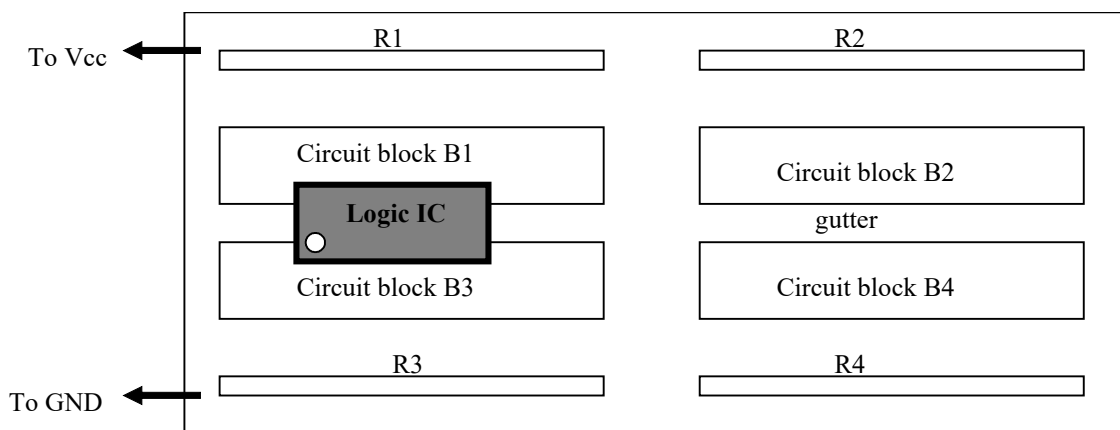 R1
R2
To Vcc
Circuit block B1
Circuit block B2
Logic IC
gutter
Circuit block B3
Circuit block B4
R3
R4
To GND